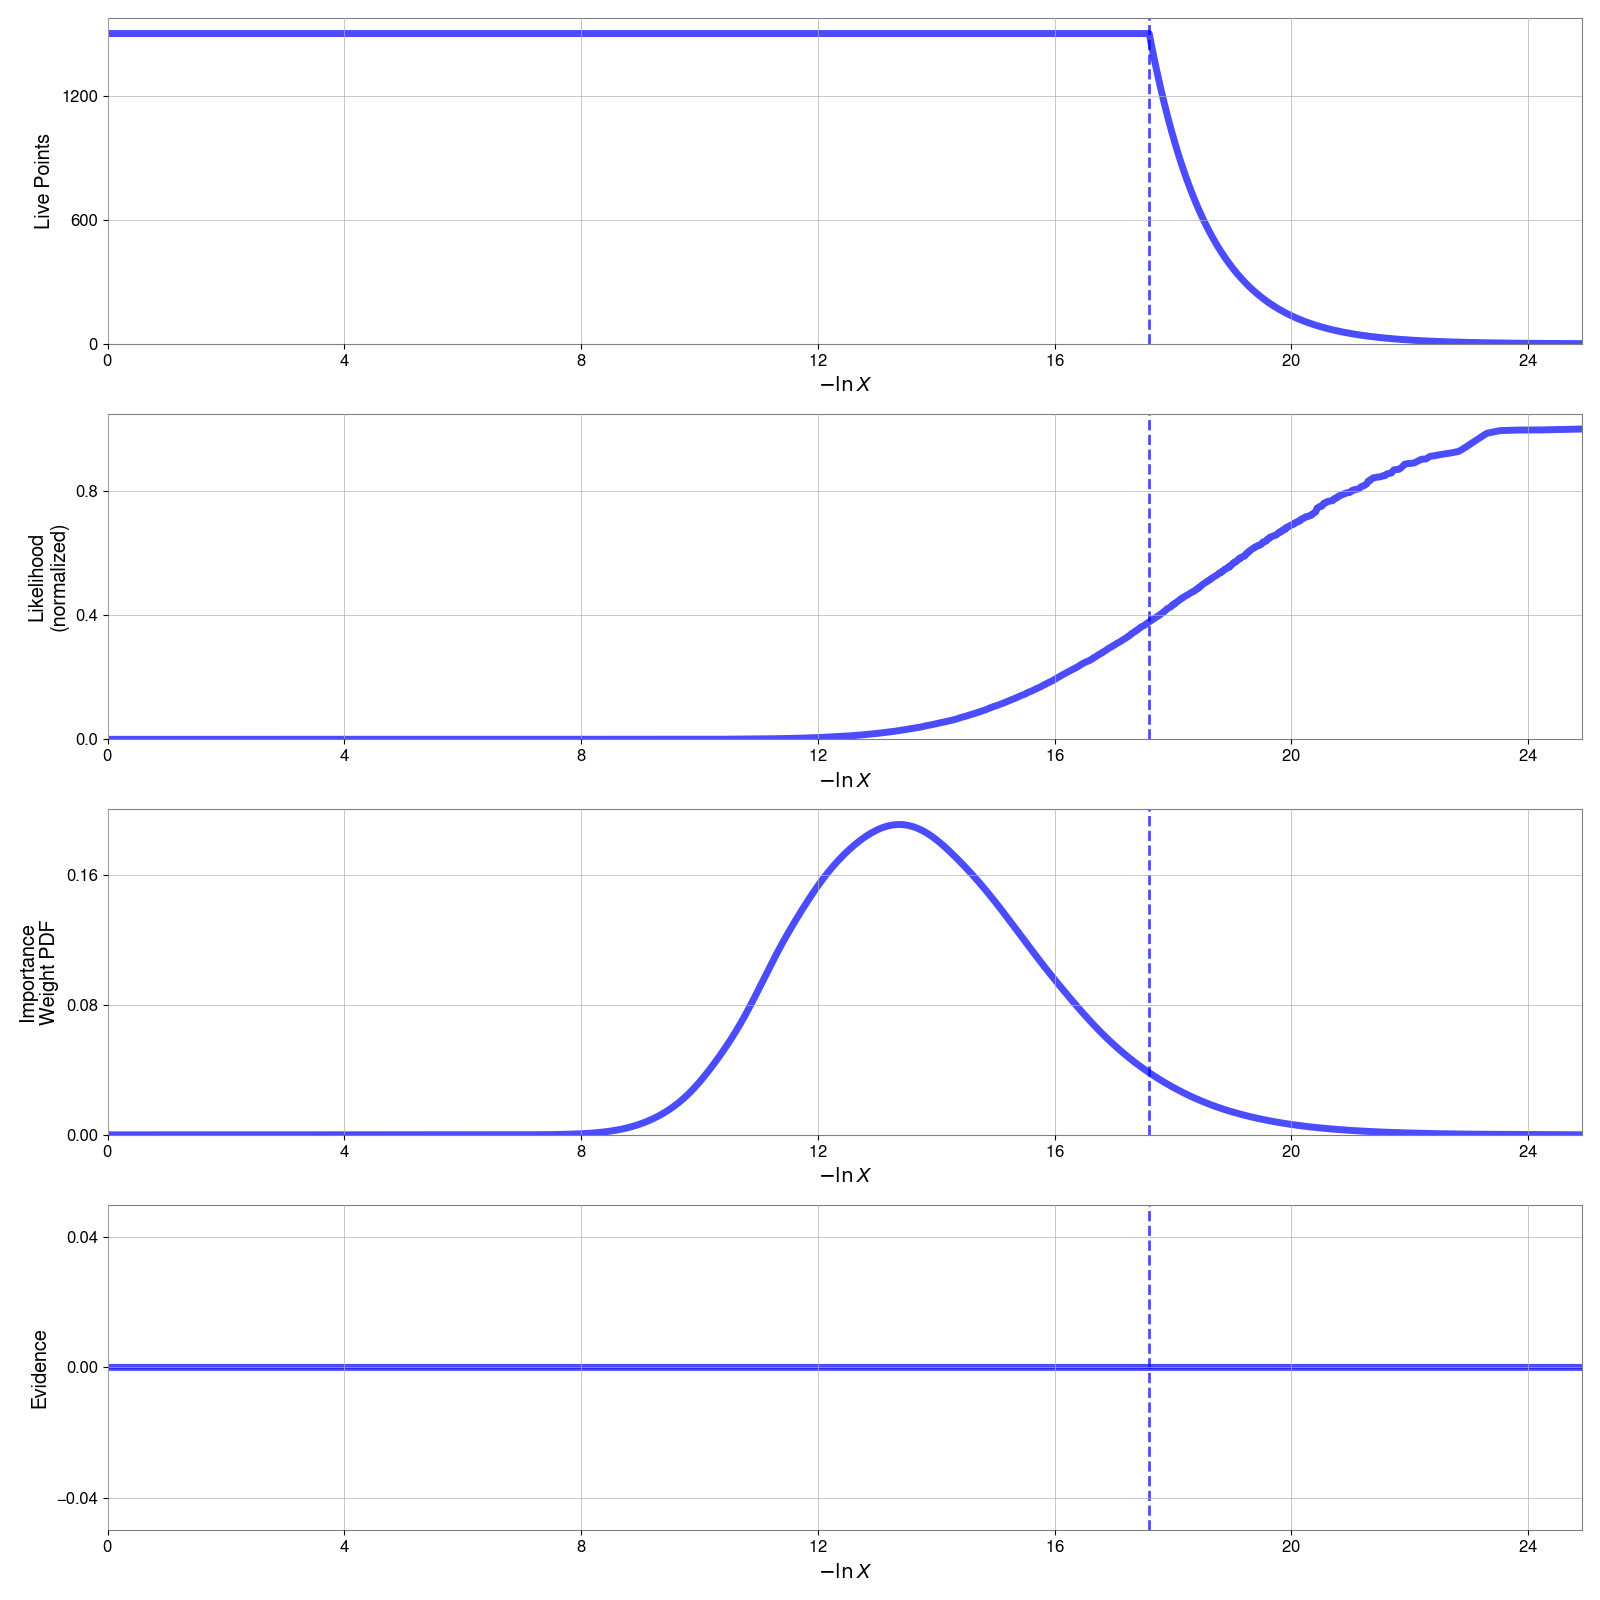 1200
600
0
Live Points
0 4 8 12 16 20 24
−ln X
0.8
0.4
0.0
Likelihood
(normalized)
0 4 8 12 16 20 24
−ln X
0.16
0.08
0.00
Importance
Weight PDF
0 4 8 12 16 20 24
−ln X
0.04
0.00
−0.04
Evidence
0 4 8 12 16 20 24
−ln X